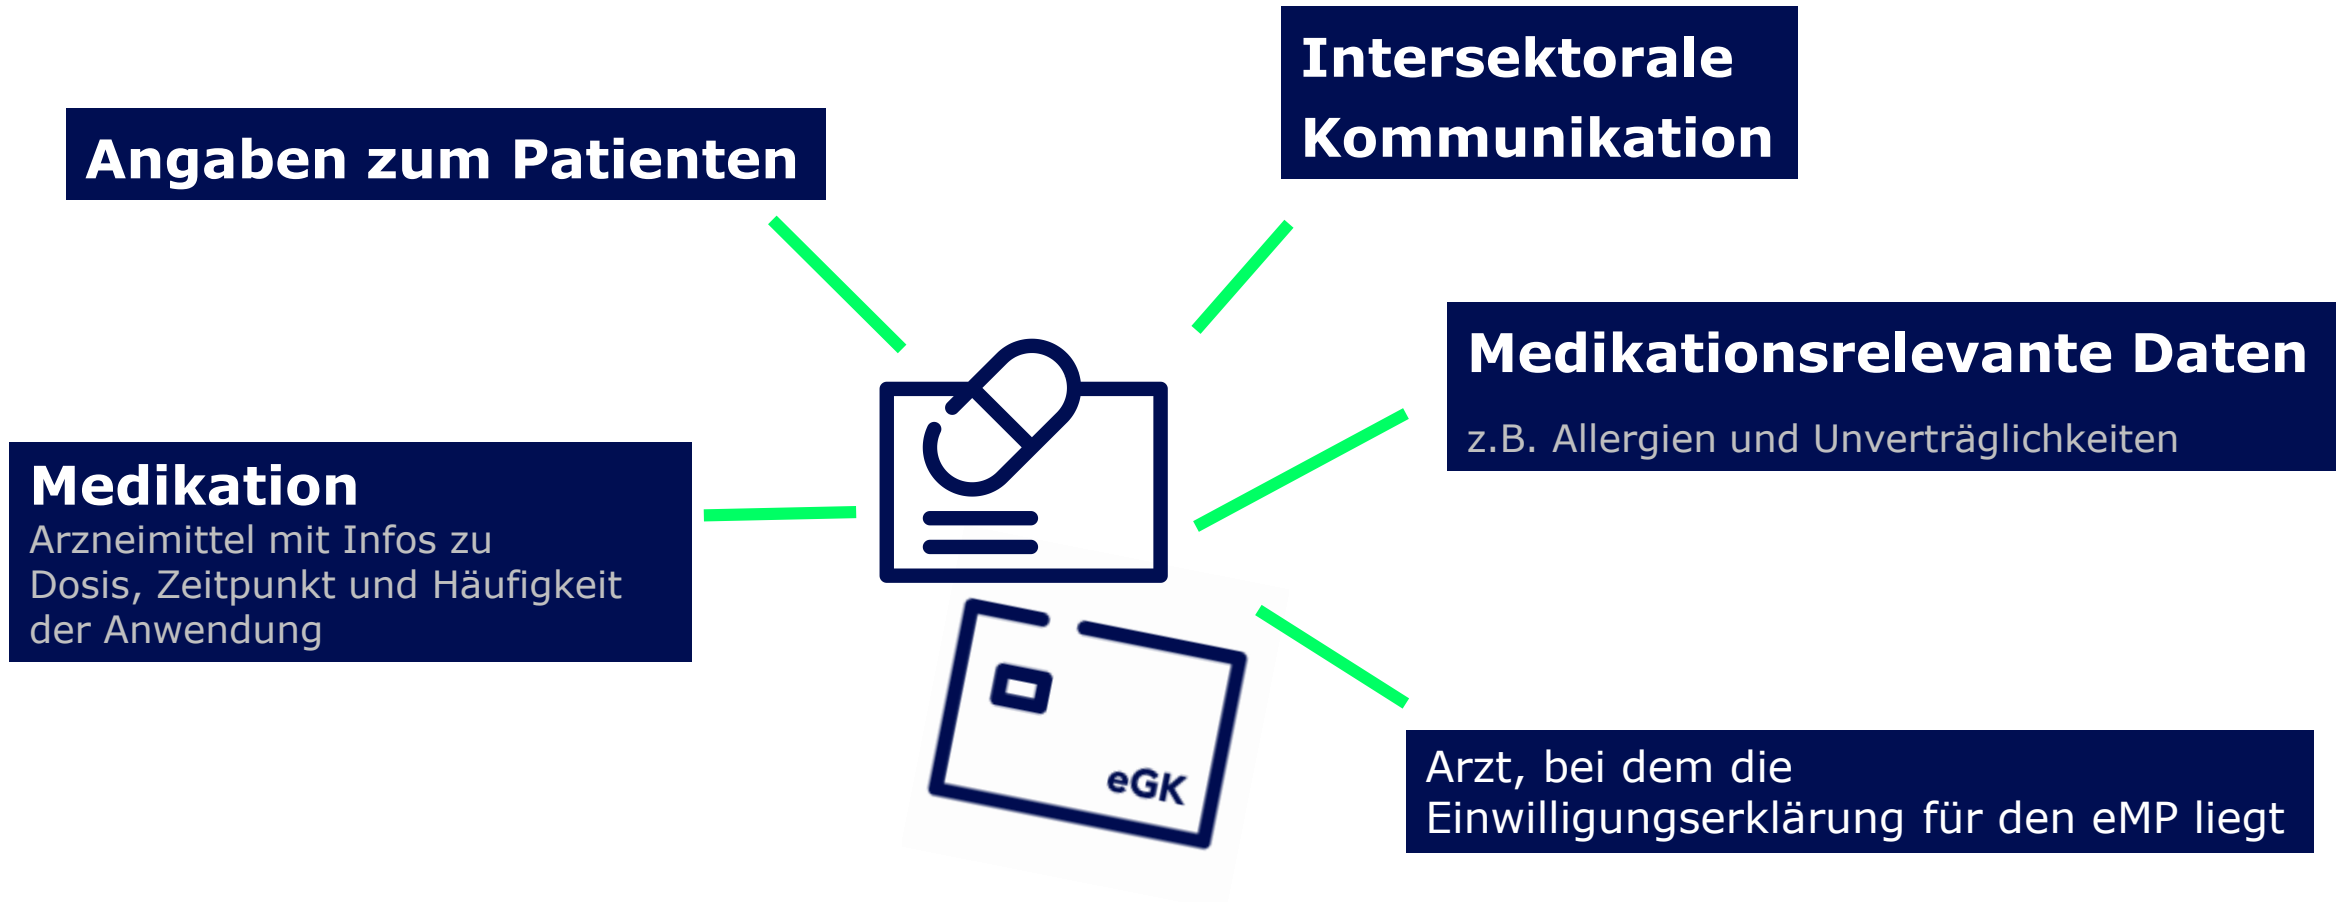 Intersektorale
Kommunikation
Angaben zum Patienten
Medikationsrelevante Daten
z.B. Allergien und Unverträglichkeiten
Medikation
Arzneimittel mit Infos zu
Dosis, Zeitpunkt und Häufigkeit
der Anwendung
eGK
Arzt, bei dem die
Einwilligungserklärung für den eMP liegt